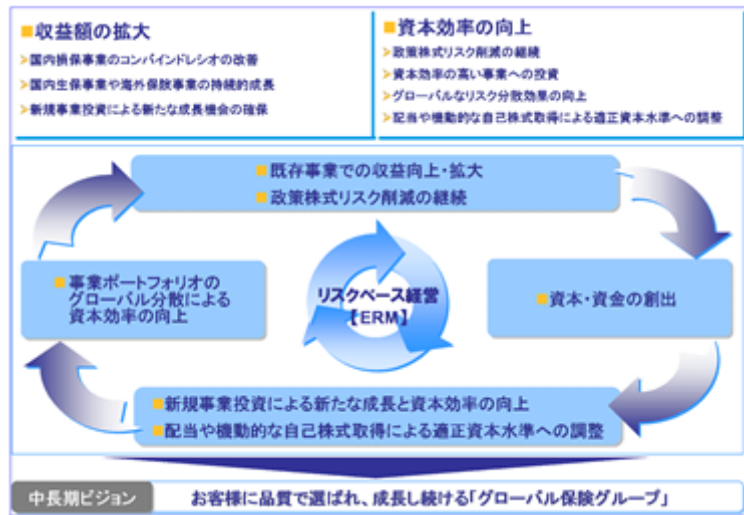 ■収益額の拡大
➢国内損保事業のコンバインドレシオの改善
➢国内生保事業や海外保険事業の持続的成長
➢新規事業投資による新たな成長機会の確保
■資本効率の向上
➢政策株式リスク削減の継続
➢資本効率の高い事業への投資
➢グローバルなリスク分散効果の向上
➢配当や機動的な自己株式取得による適正資本水準への調整
■既存事業での収益向上・拡大
■政策株式リスク削減の継続
■事業ポートフォリオの
グローバル分散による
資本効率の向上
リスクベース経営
【ERM】
■資本・資金の創出
■新規事業投資による新たな成長と資本効率の向上
■配当や機動的な自己株式取得による適正資本水準への調整
中長期ビジョン
お客様に品質で選ばれ、成長し続ける「グローバル保険グループ」